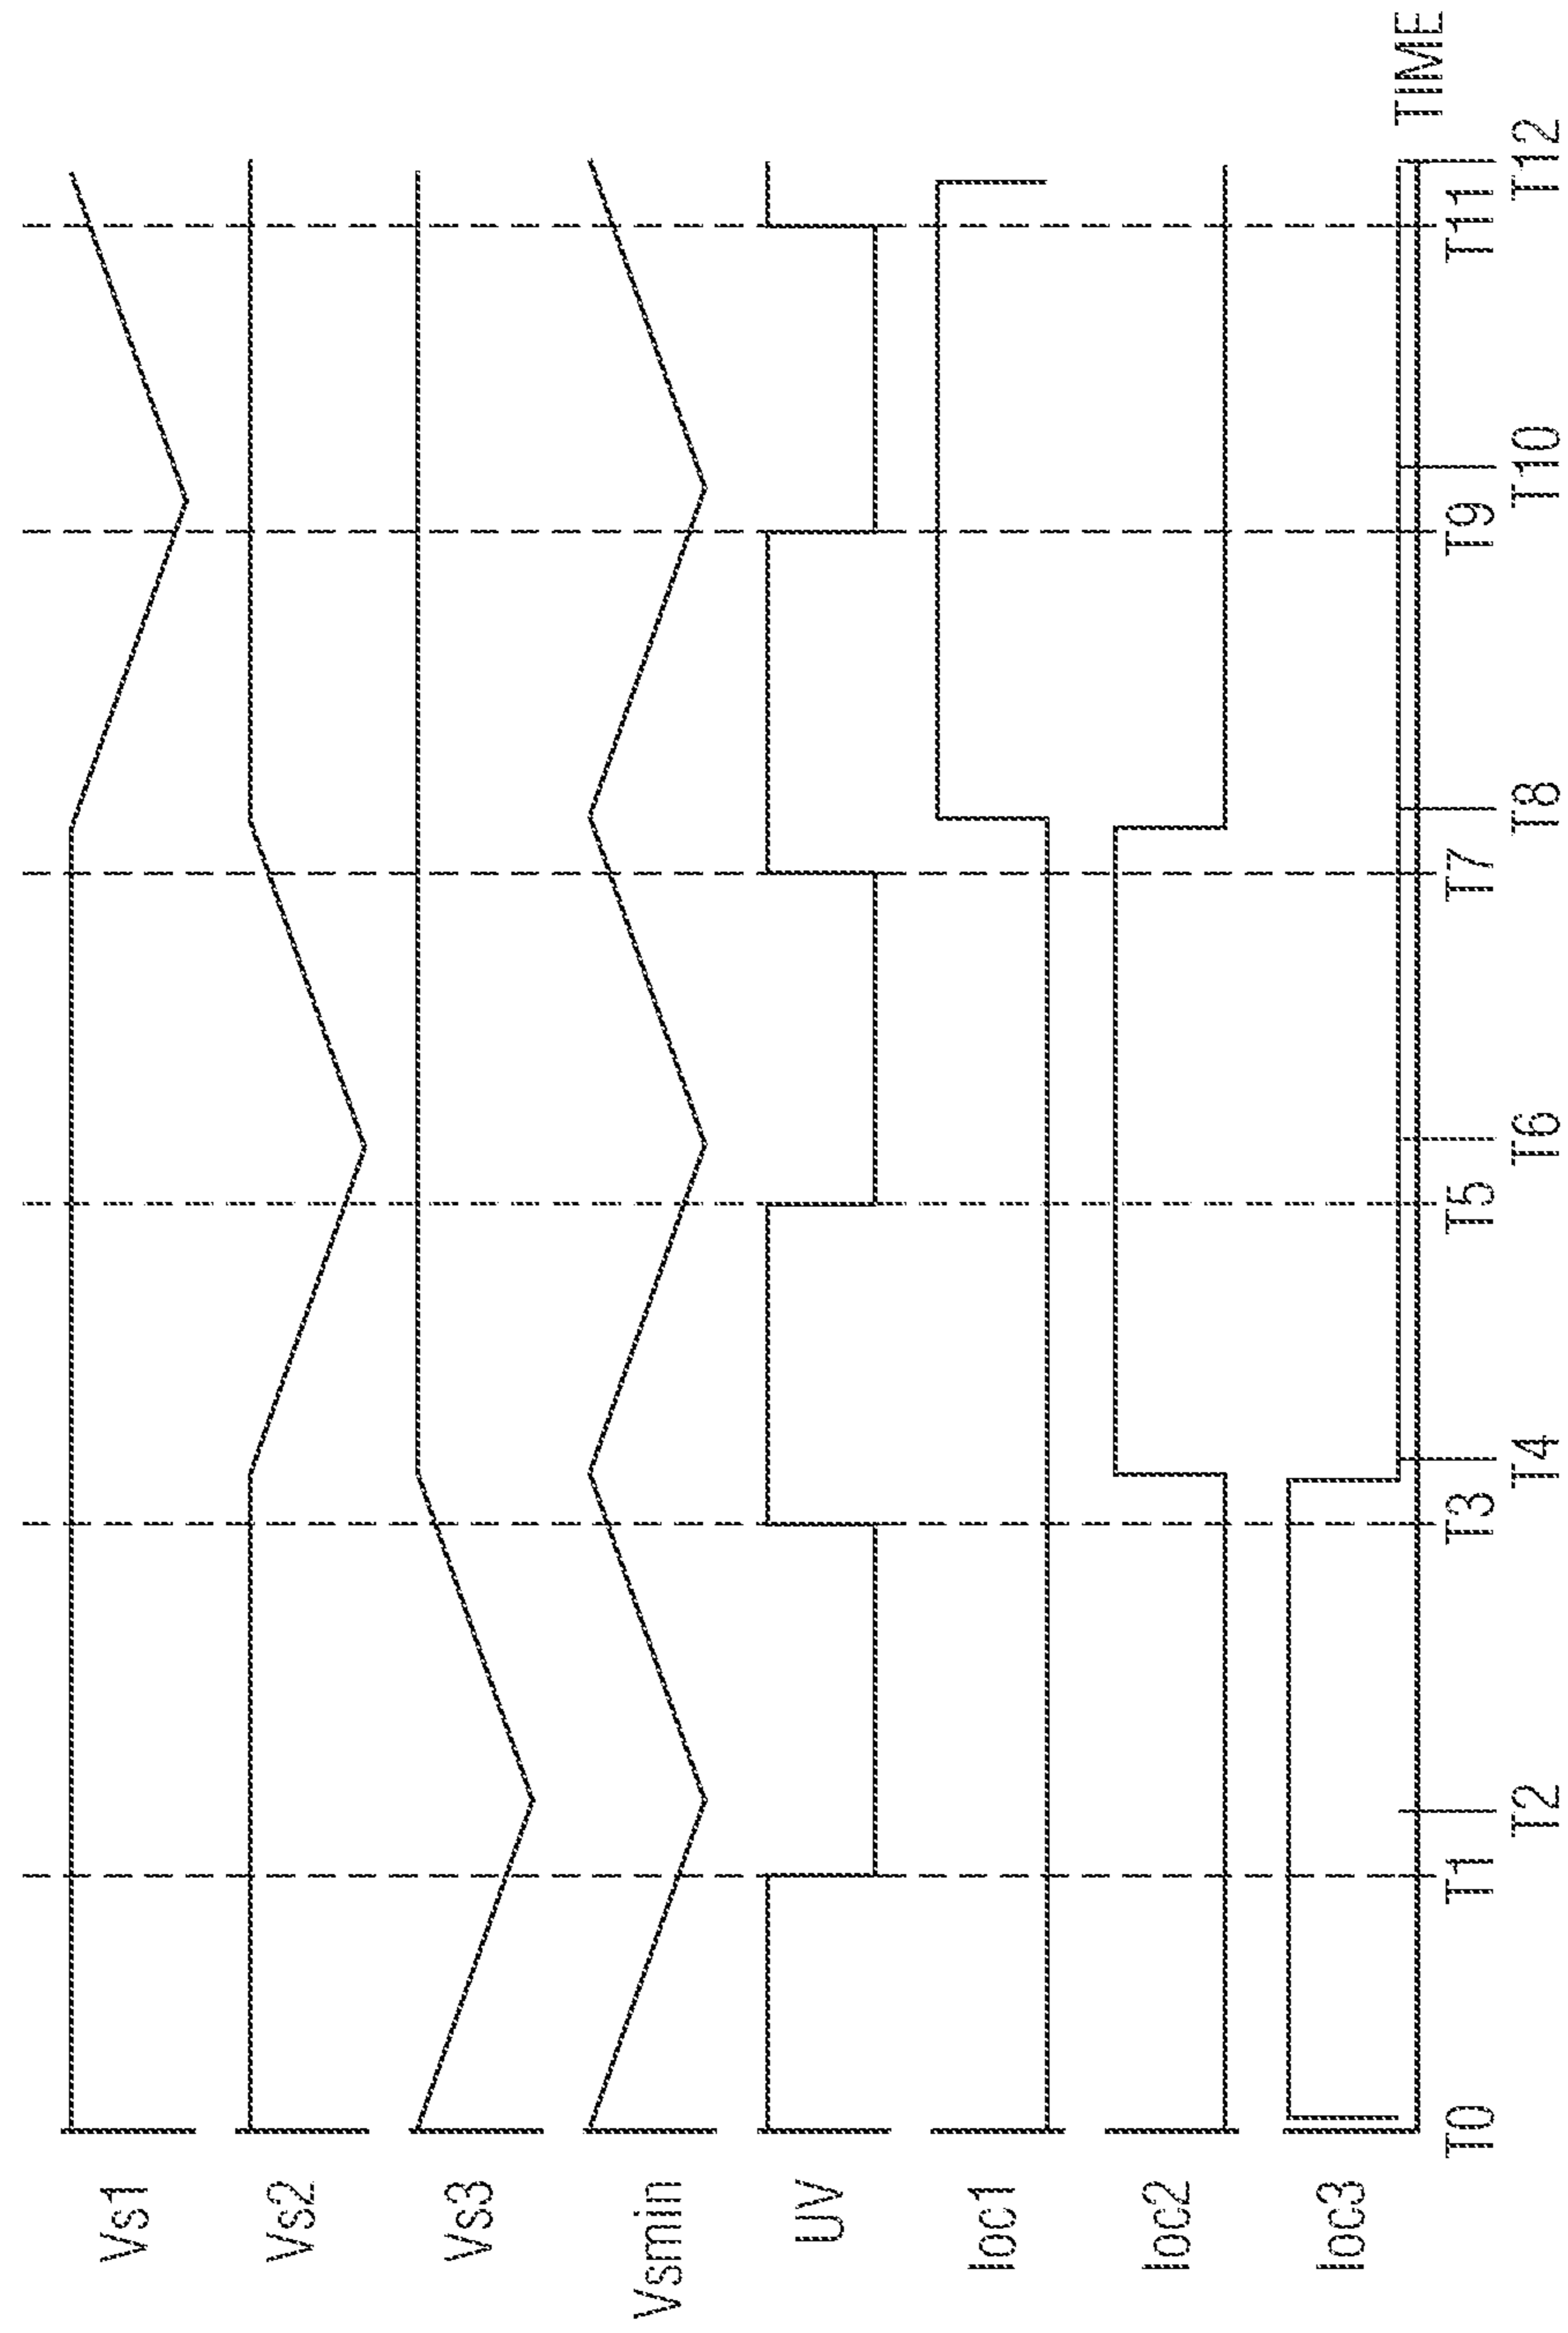 Vs1
Vs2
Vs3
Vsmin
UV
Ioc1
Ioc2
Ioc3
TIME
T0 T1 T3 T5 T7 T9 T11
T2 T4 T6 T8 T10 T12